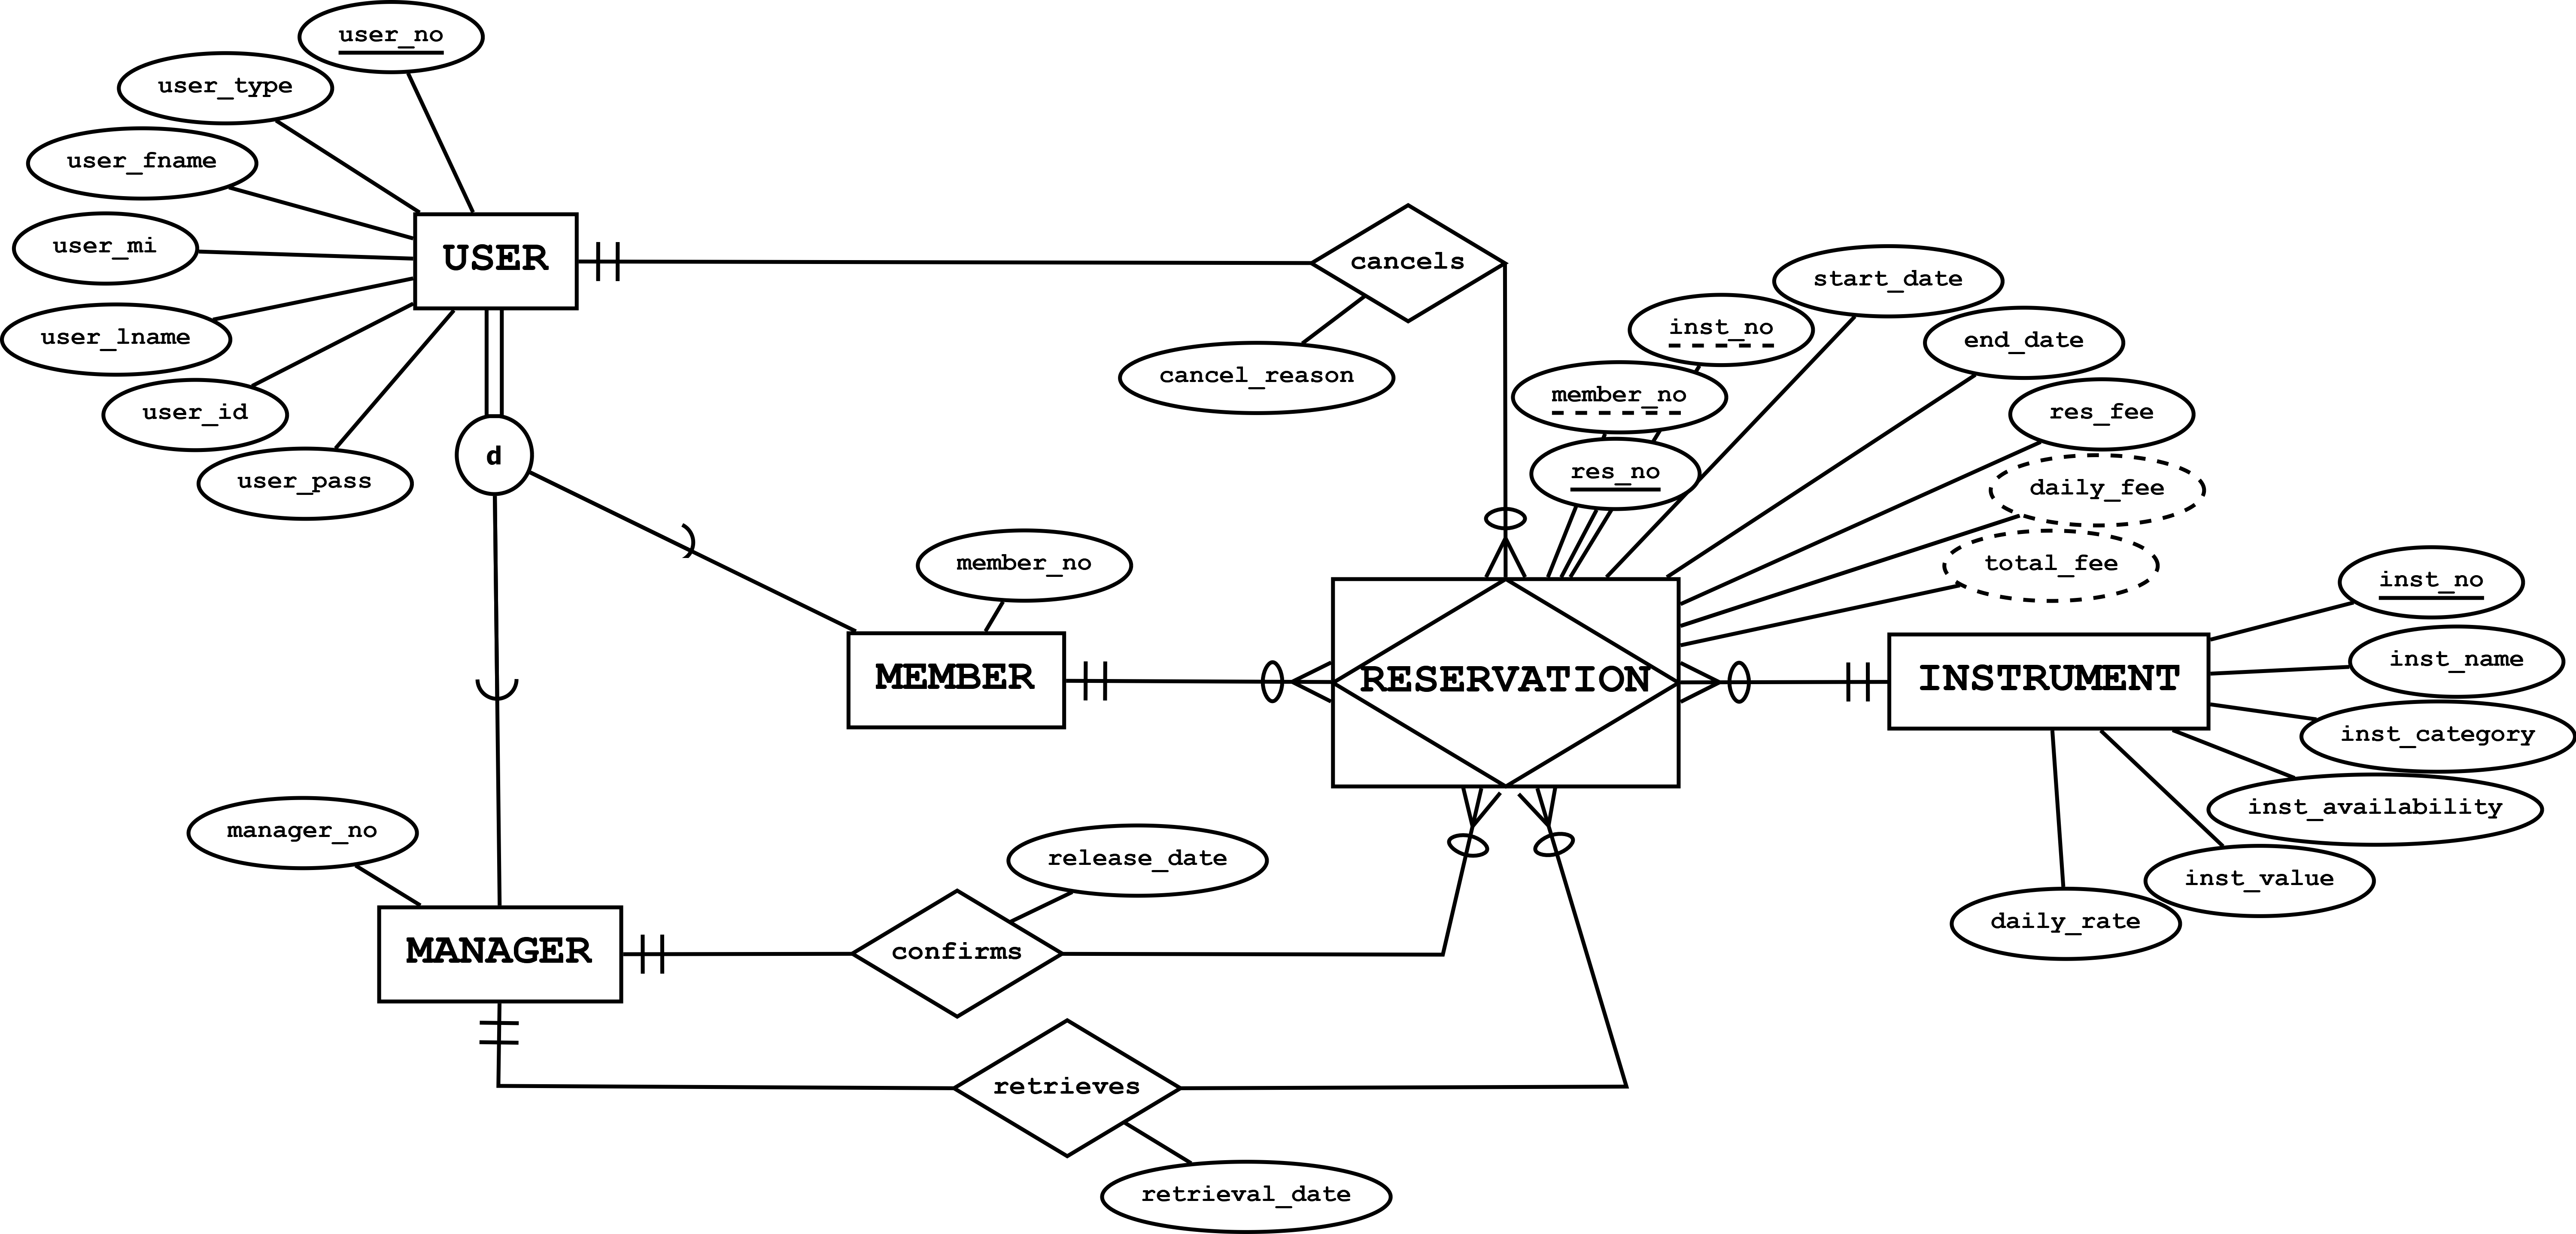 user_no
user_type
user_fname
user_mi
user_lname
user_id
user_pass
USER
d
cancels
cancel_reason
start_date
inst_no
end_date
member_no
res_fee
res_no
daily_fee
total_fee
member_no
MEMBER
RESERVATION
INSTRUMENT
inst_no
inst_name
inst_category
inst_availability
inst_value
daily_rate
manager_no
MANAGER
release_date
confirms
retrieves
retrieval_date